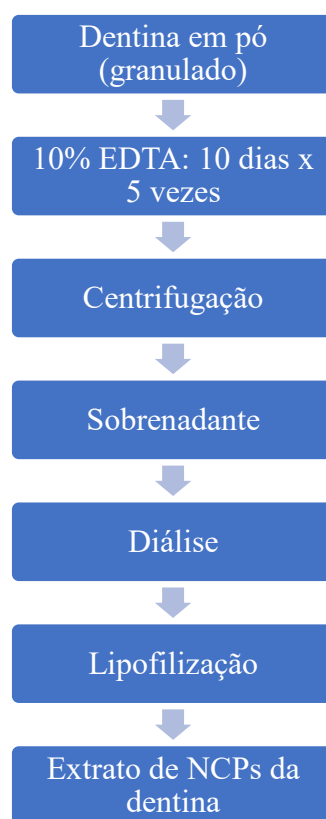 Dentina em pó
(granulado)
10% EDTA: 10 dias x
5 vezes
Centrifugação
Sobrenadante
Diálise
Lipofilização
Extrato de NCPs da
dentina